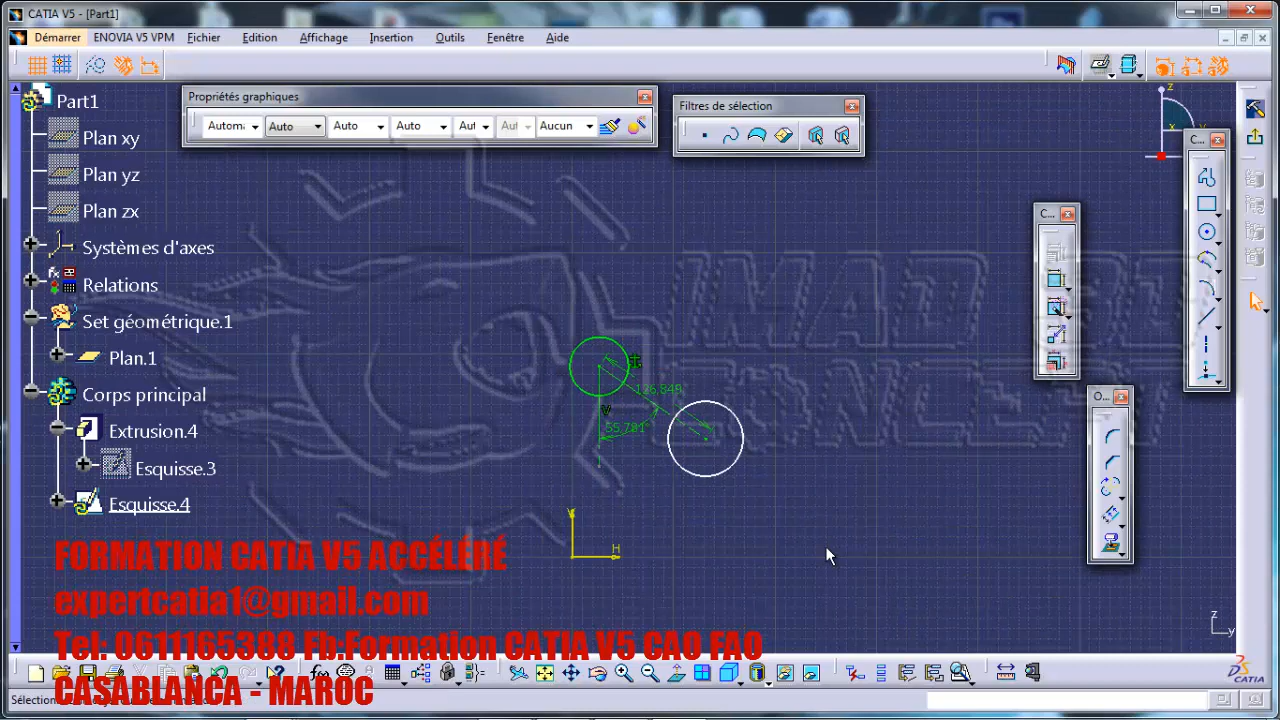 CATIA V5 - [Part1]
Démarrer ENOVIA V5 VPM Fichier Edition Affichage Insertion Outils Fenêtre Aide
Part1
Plan xy
Plan yz
Plan zx
Systèmes d'axes
Relations
Set géométrique.1
Plan.1
Corps principal
Extrusion.4
Esquisse.3
Esquisse.4
Propriétés graphiques
Automa Auto Auto Auto Aut Aut Aucun
Filtres de sélection
C...
C...
O...
z
x
y
126,849
V
55,781°
V
H
IMAD
z
y
FORMATION CATIA V5 ACCÉLÉRÉ
expertcatia1@gmail.com
Tel: 0611165388 Fb:Formation CATIA V5 CAO FAO
CASABLANCA - MAROC
CATIA